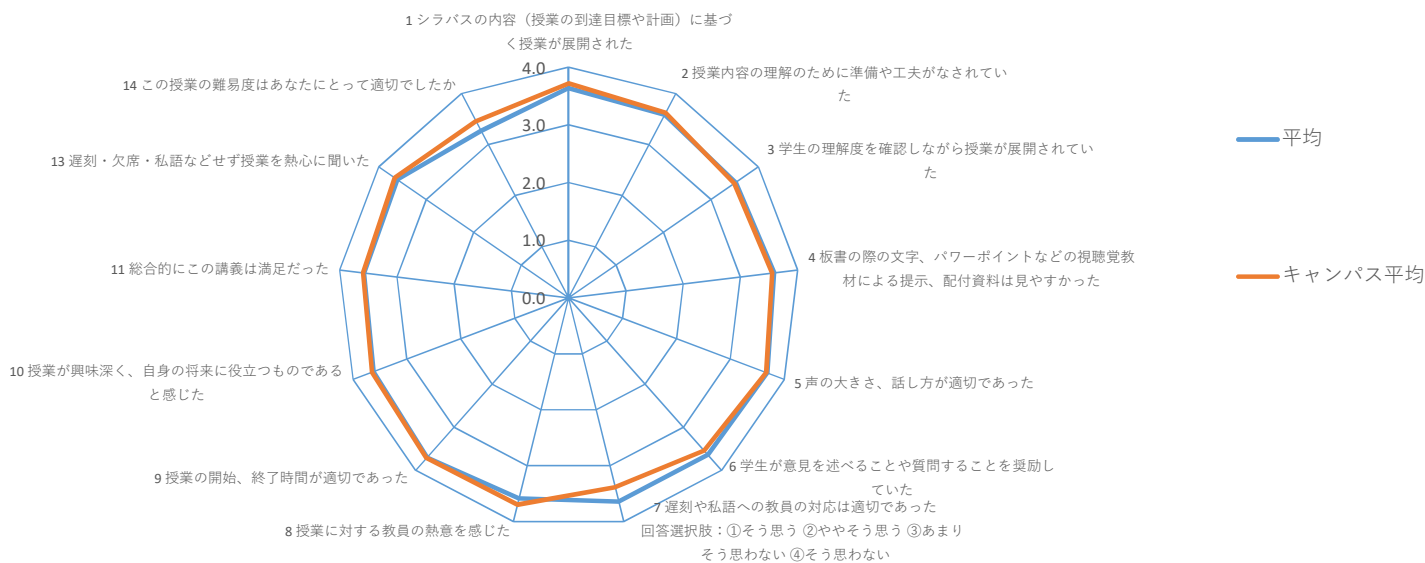 1 シラバスの内容（授業の到達目標や計画）に基づ
く授業が展開された
2 授業内容の理解のために準備や工夫がなされてい
た
3 学生の理解度を確認しながら授業が展開されてい
た
4 板書の際の文字、パワーポイントなどの視聴覚教
材による提示、配付資料は見やすかった
5 声の大きさ、話し方が適切であった
6 学生が意見を述べることや質問することを奨励し
ていた
7 遅刻や私語への教員の対応は適切であった
回答選択肢：①そう思う ②ややそう思う ③あまり
そう思わない ④そう思わない
8 授業に対する教員の熱意を感じた
9 授業の開始、終了時間が適切であった
10 授業が興味深く、自身の将来に役立つものである
と感じた
11 総合的にこの講義は満足だった
13 遅刻・欠席・私語などせず授業を熱心に聞いた
14 この授業の難易度はあなたにとって適切でしたか
4.0
3.0
2.0
1.0
0.0
平均
キャンパス平均